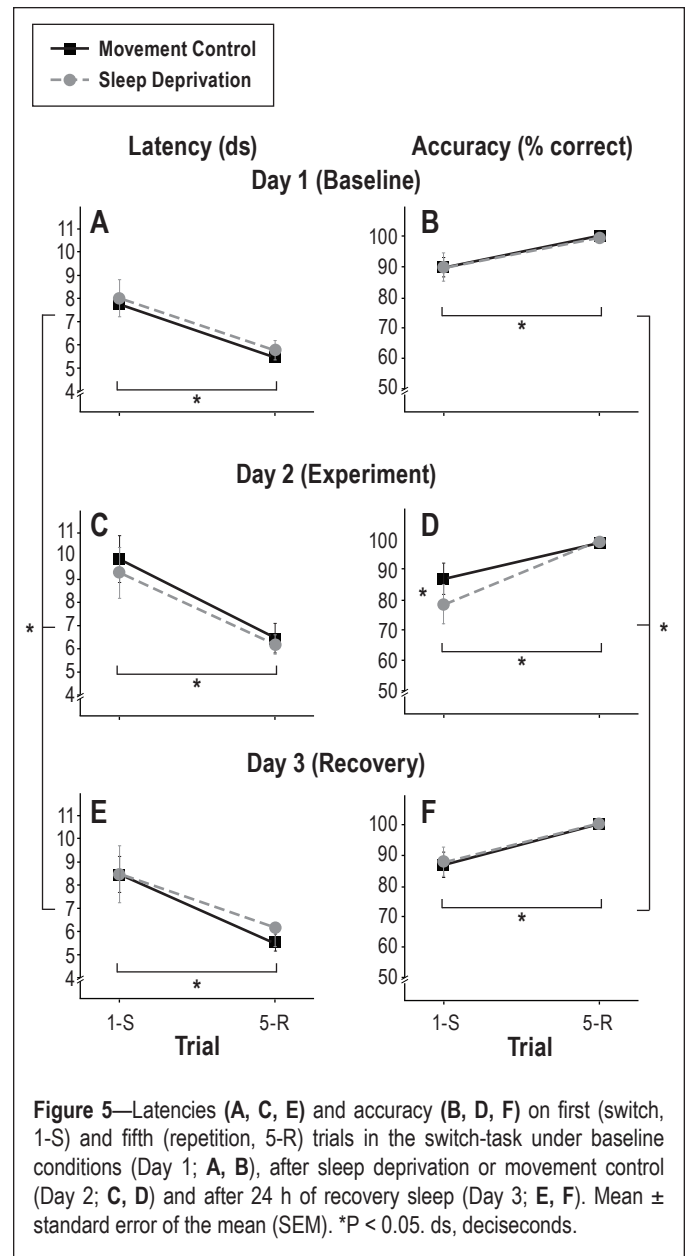 Movement Control
Sleep Deprivation
Latency (ds)
Accuracy (% correct)
Day 1 (Baseline)
A
11
10
9
8
7
6
5
4
*
B
100
90
80
70
60
50
*
Day 2 (Experiment)
C
11
10
9
8
7
6
5
4
*
*
D
100
90
80
70
60
50
*
*
*
Day 3 (Recovery)
E
11
10
9
8
7
6
5
4
*
1-S
5-R
Trial
F
100
90
80
70
60
50
*
1-S
5-R
Trial
Figure 5—Latencies (A, C, E) and accuracy (B, D, F) on first (switch,
1-S) and fifth (repetition, 5-R) trials in the switch-task under baseline
conditions (Day 1; A, B), after sleep deprivation or movement control
(Day 2; C, D) and after 24 h of recovery sleep (Day 3; E, F). Mean ±
standard error of the mean (SEM). *P < 0.05. ds, deciseconds.